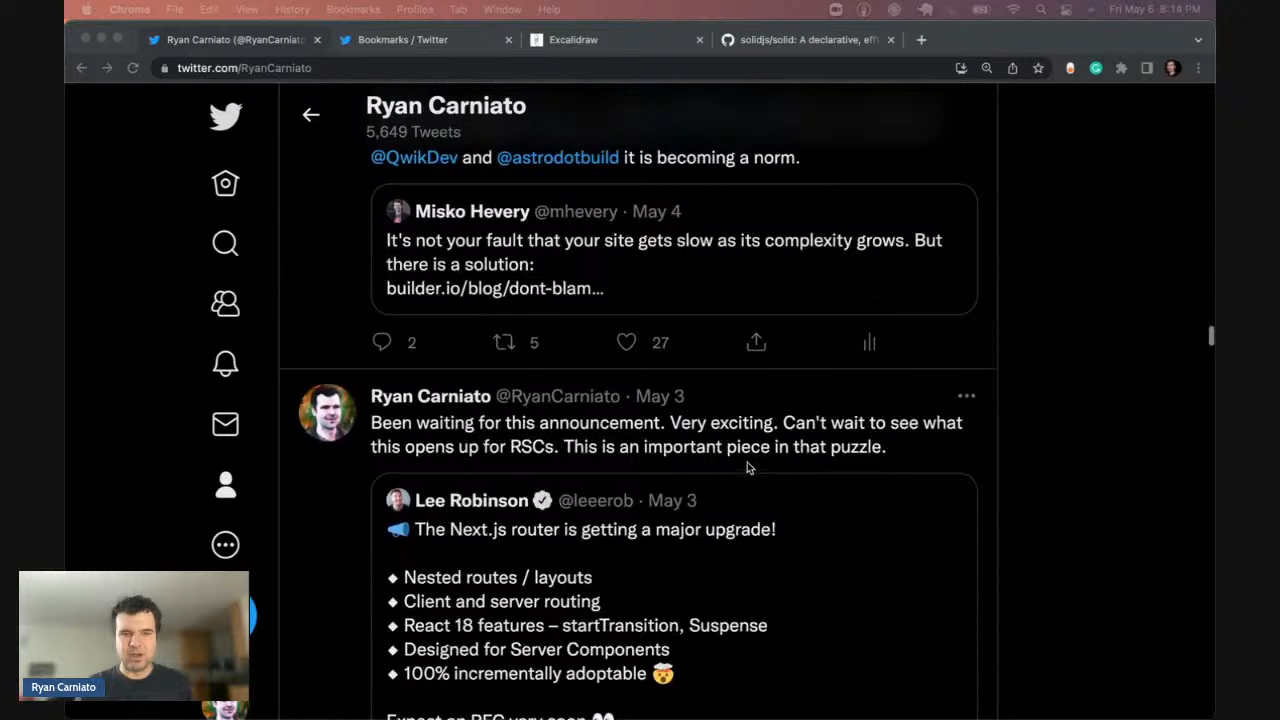 Chrome File Edit View History Bookmarks Profiles Tab Window Help Fri May 6 8:14 PM
Ryan Carniato (@RyanCarniato Bookmarks / Twitter Excalidraw solidjs/solid: A declarative, effi
twitter.com/RyanCarniato
Ryan Carniato
5,649 Tweets
@QwikDev and @astrodotbuild it is becoming a norm.
Misko Hevery @mhevery · May 4
It's not your fault that your site gets slow as its complexity grows. But
there is a solution:
builder.io/blog/dont-blam...
2 5 27
Ryan Carniato @RyanCarniato · May 3
Been waiting for this announcement. Very exciting. Can't wait to see what
this opens up for RSCs. This is an important piece in that puzzle.
Lee Robinson @leeerob · May 3
📣 The Next.js router is getting a major upgrade!
◆ Nested routes / layouts
◆ Client and server routing
◆ React 18 features – startTransition, Suspense
◆ Designed for Server Components
◆ 100% incrementally adoptable 🤯
Expect an RFC very soon 👀
Ryan Carniato